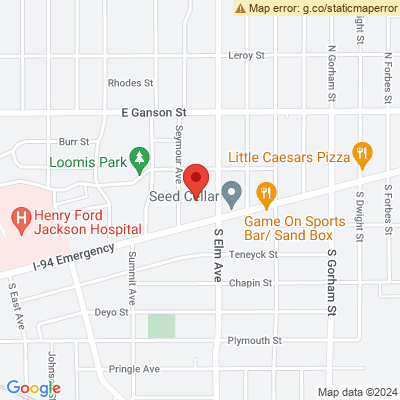 Map error: g.co/staticmaperror
Leroy St
N Gorham St
Dwight St
N Forbes St
Rhodes St
E Ganson St
Burr St
Seymour Ave
Loomis Park
Little Caesars Pizza
Seed Cellar
Henry Ford
Jackson Hospital
Game On Sports
Bar/ Sand Box
S Dwight St
S Forbes St
I-94 Emergency
S Elm Ave
Teneyck St
S Gorham St
Summit Ave
S East Ave
Chapin St
Deyo St
Plymouth St
Pringle Ave
Google
Map data ©2024